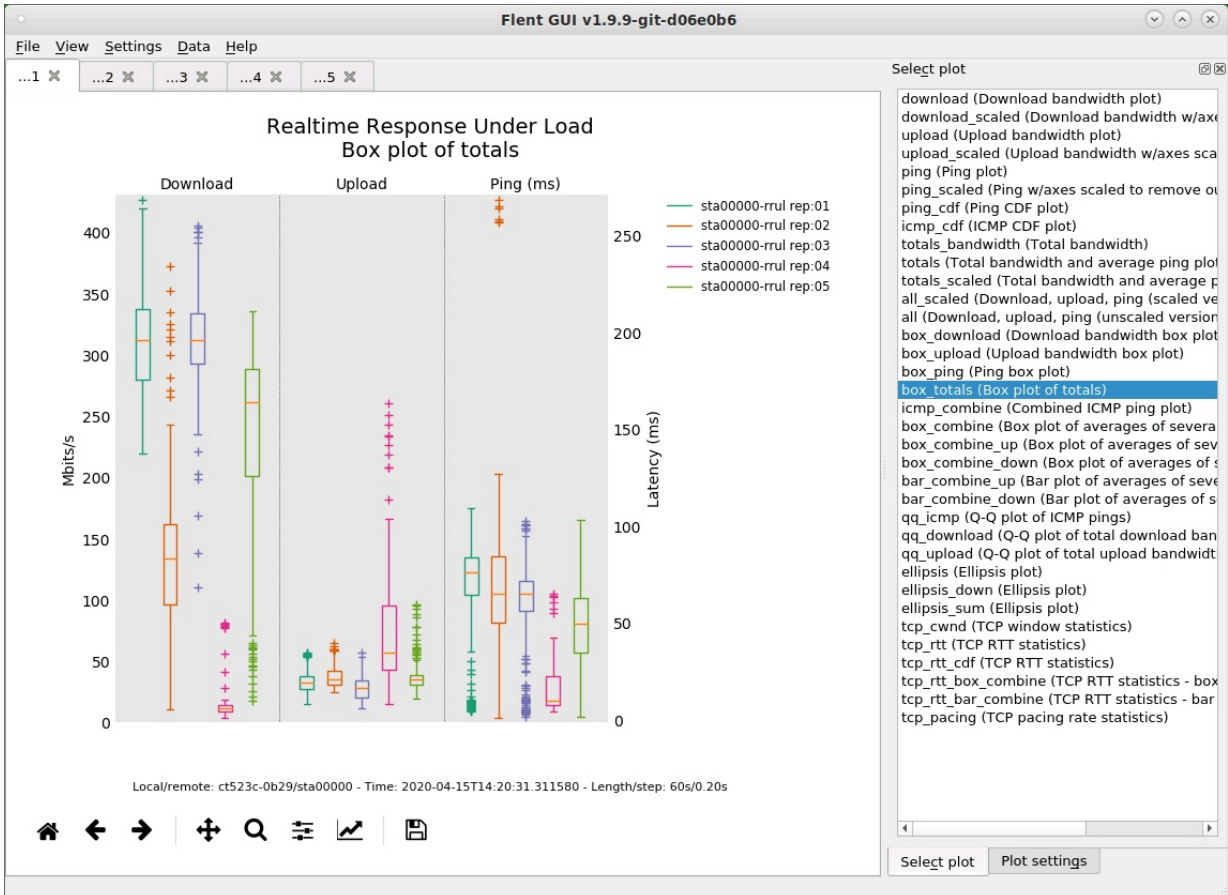 Flent GUI v1.9.9-git-d06e0b6
File View Settings Data Help
...1 ...2 ...3 ...4 ...5
Realtime Response Under Load
Box plot of totals
Download Upload Ping (ms)
sta00000-rrul rep:01
sta00000-rrul rep:02
sta00000-rrul rep:03
sta00000-rrul rep:04
sta00000-rrul rep:05
Mbits/s
400
350
300
250
200
150
100
50
0
Latency (ms)
250
200
150
100
50
0
Local/remote: ct523c-0b29/sta00000 - Time: 2020-04-15T14:20:31.311580 - Length/step: 60s/0.20s
Select plot
download (Download bandwidth plot)
download_scaled (Download bandwidth w/axe
upload (Upload bandwidth plot)
upload_scaled (Upload bandwidth w/axes sca
ping (Ping plot)
ping_scaled (Ping w/axes scaled to remove ou
ping_cdf (Ping CDF plot)
icmp_cdf (ICMP CDF plot)
totals_bandwidth (Total bandwidth)
totals (Total bandwidth and average ping plot
totals_scaled (Total bandwidth and average p
all_scaled (Download, upload, ping (scaled ve
all (Download, upload, ping (unscaled version
box_download (Download bandwidth box plot
box_upload (Upload bandwidth box plot)
box_ping (Ping box plot)
box_totals (Box plot of totals)
icmp_combine (Combined ICMP ping plot)
box_combine (Box plot of averages of severa
box_combine_up (Box plot of averages of sev
box_combine_down (Box plot of averages of s
bar_combine_up (Bar plot of averages of seve
bar_combine_down (Bar plot of averages of s
qq_icmp (Q-Q plot of ICMP pings)
qq_download (Q-Q plot of total download ban
qq_upload (Q-Q plot of total upload bandwidt
ellipsis (Ellipsis plot)
ellipsis_down (Ellipsis plot)
ellipsis_sum (Ellipsis plot)
tcp_cwnd (TCP window statistics)
tcp_rtt (TCP RTT statistics)
tcp_rtt_cdf (TCP RTT statistics)
tcp_rtt_box_combine (TCP RTT statistics - box
tcp_rtt_bar_combine (TCP RTT statistics - bar
tcp_pacing (TCP pacing rate statistics)
Select plot Plot settings